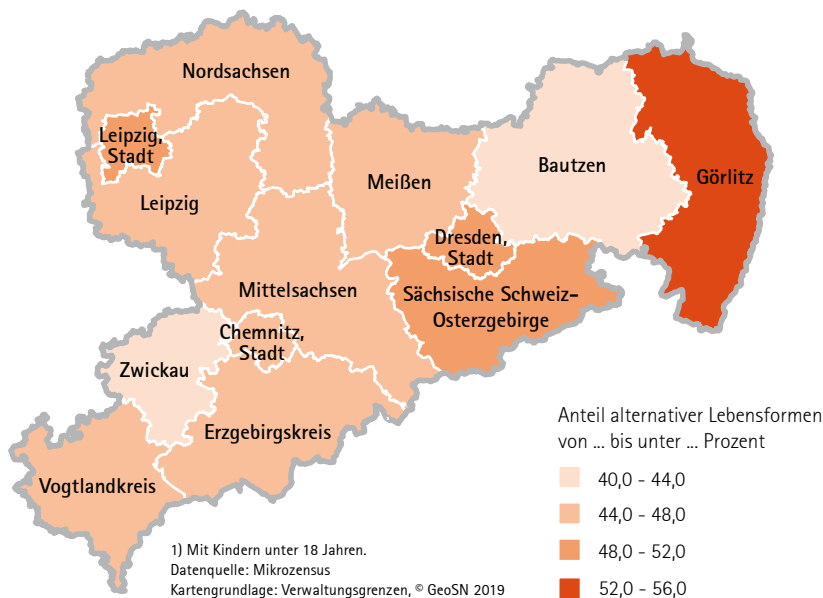 Nordsachsen
Leipzig,
Stadt
Leipzig
Meißen
Bautzen
Görlitz
Dresden,
Stadt
Mittelsachsen
Sächsische Schweiz-
Osterzgebirge
Chemnitz,
Stadt
Zwickau
Erzgebirgskreis
Vogtlandkreis
Anteil alternativer Lebensformen
von ... bis unter ... Prozent
40,0 - 44,0
44,0 - 48,0
48,0 - 52,0
52,0 - 56,0
1) Mit Kindern unter 18 Jahren.
Datenquelle: Mikrozensus
Kartengrundlage: Verwaltungsgrenzen, © GeoSN 2019